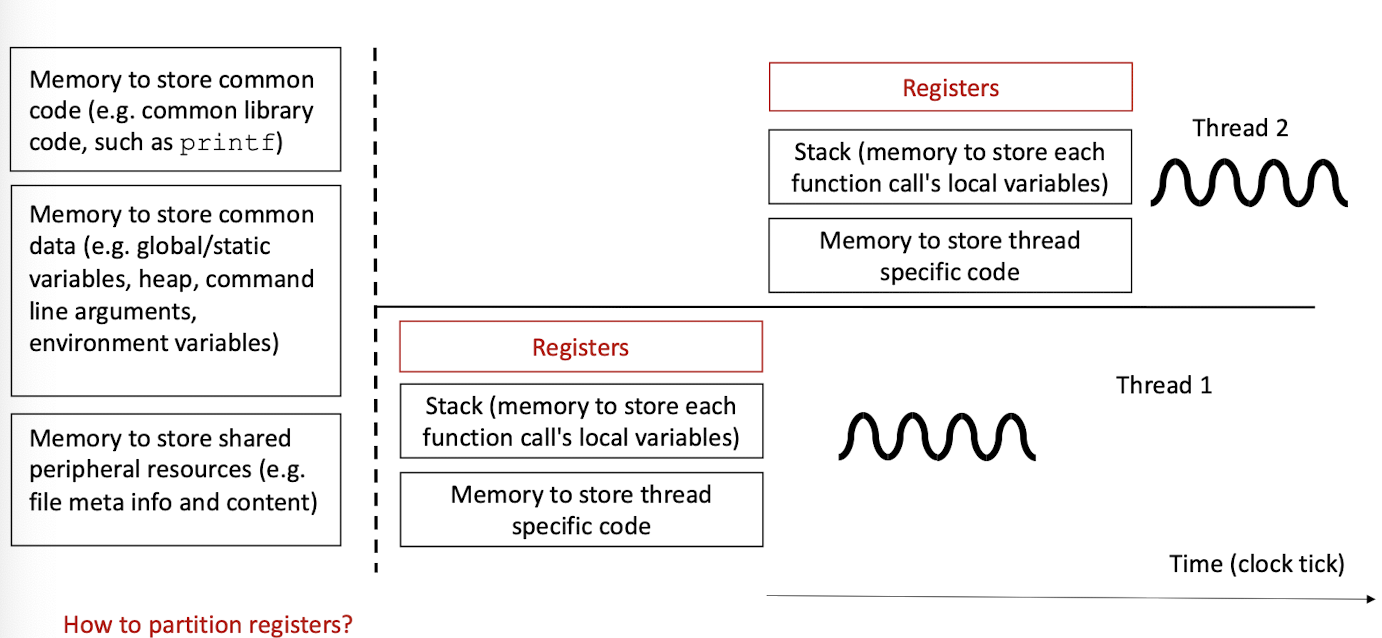 Memory to store common
code (e.g. common library
code, such as printf)
Memory to store common
data (e.g. global/static
variables, heap, command
line arguments,
environment variables)
Memory to store shared
peripheral resources (e.g.
file meta info and content)
Registers
Stack (memory to store each
function call's local variables)
Memory to store thread
specific code
Thread 2
Registers
Stack (memory to store each
function call's local variables)
Memory to store thread
specific code
Thread 1
Time (clock tick)
How to partition registers?